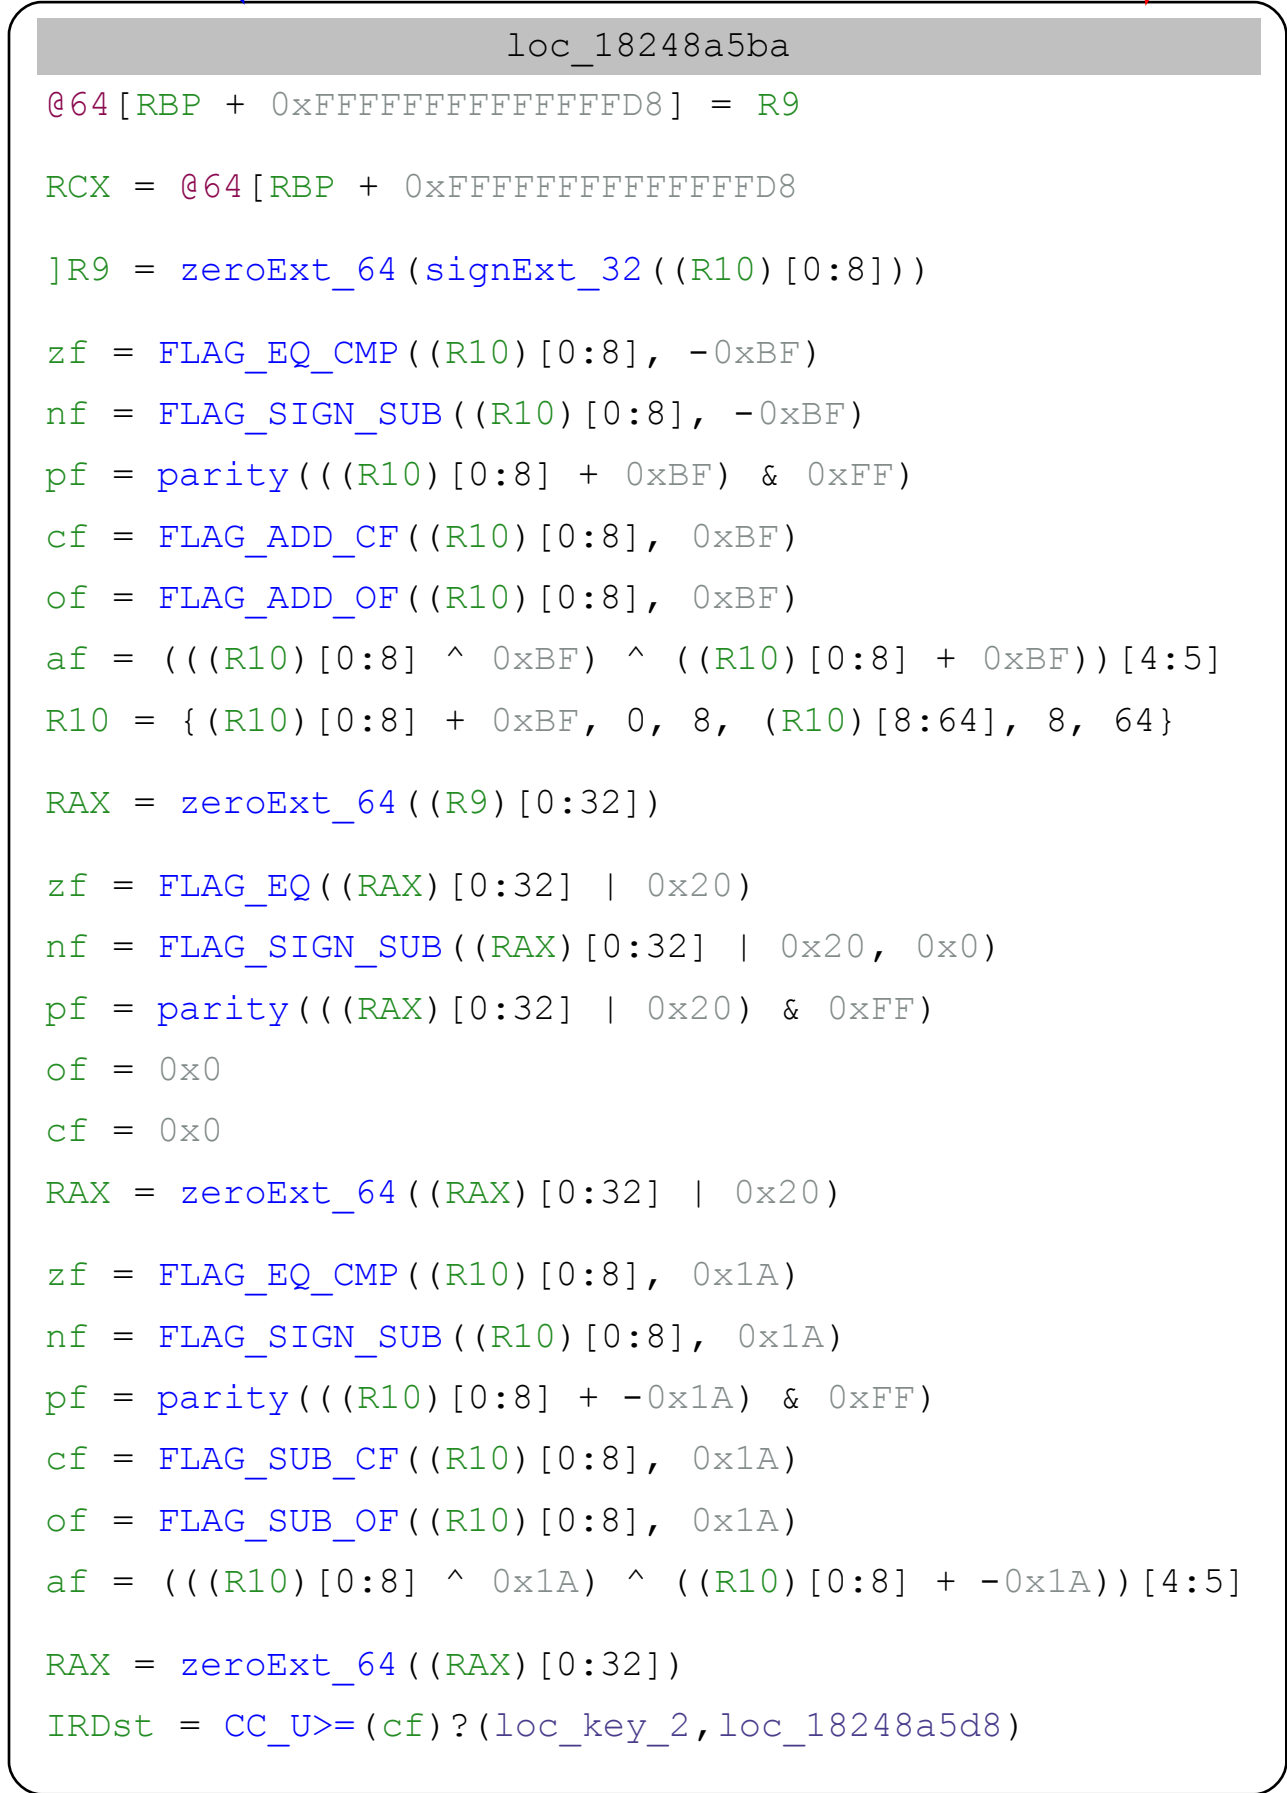 loc_18248a5ba
@64[RBP + 0xFFFFFFFFFFFFFFD8] = R9
RCX = @64[RBP + 0xFFFFFFFFFFFFFFD8
]R9 = zeroExt_64(signExt_32((R10)[0:8]))
zf = FLAG_EQ_CMP((R10)[0:8], -0xBF)
nf = FLAG_SIGN_SUB((R10)[0:8], -0xBF)
pf = parity(((R10)[0:8] + 0xBF) & 0xFF)
cf = FLAG_ADD_CF((R10)[0:8], 0xBF)
of = FLAG_ADD_OF((R10)[0:8], 0xBF)
af = (((R10)[0:8] ^ 0xBF) ^ ((R10)[0:8] + 0xBF))[4:5]
R10 = {(R10)[0:8] + 0xBF, 0, 8, (R10)[8:64], 8, 64}
RAX = zeroExt_64((R9)[0:32])
zf = FLAG_EQ((RAX)[0:32] | 0x20)
nf = FLAG_SIGN_SUB((RAX)[0:32] | 0x20, 0x0)
pf = parity(((RAX)[0:32] | 0x20) & 0xFF)
of = 0x0
cf = 0x0
RAX = zeroExt_64((RAX)[0:32] | 0x20)
zf = FLAG_EQ_CMP((R10)[0:8], 0x1A)
nf = FLAG_SIGN_SUB((R10)[0:8], 0x1A)
pf = parity(((R10)[0:8] + -0x1A) & 0xFF)
cf = FLAG_SUB_CF((R10)[0:8], 0x1A)
of = FLAG_SUB_OF((R10)[0:8], 0x1A)
af = (((R10)[0:8] ^ 0x1A) ^ ((R10)[0:8] + -0x1A))[4:5]
RAX = zeroExt_64((RAX)[0:32])
IRDst = CC_U>=(cf)?(loc_key_2,loc_18248a5d8)